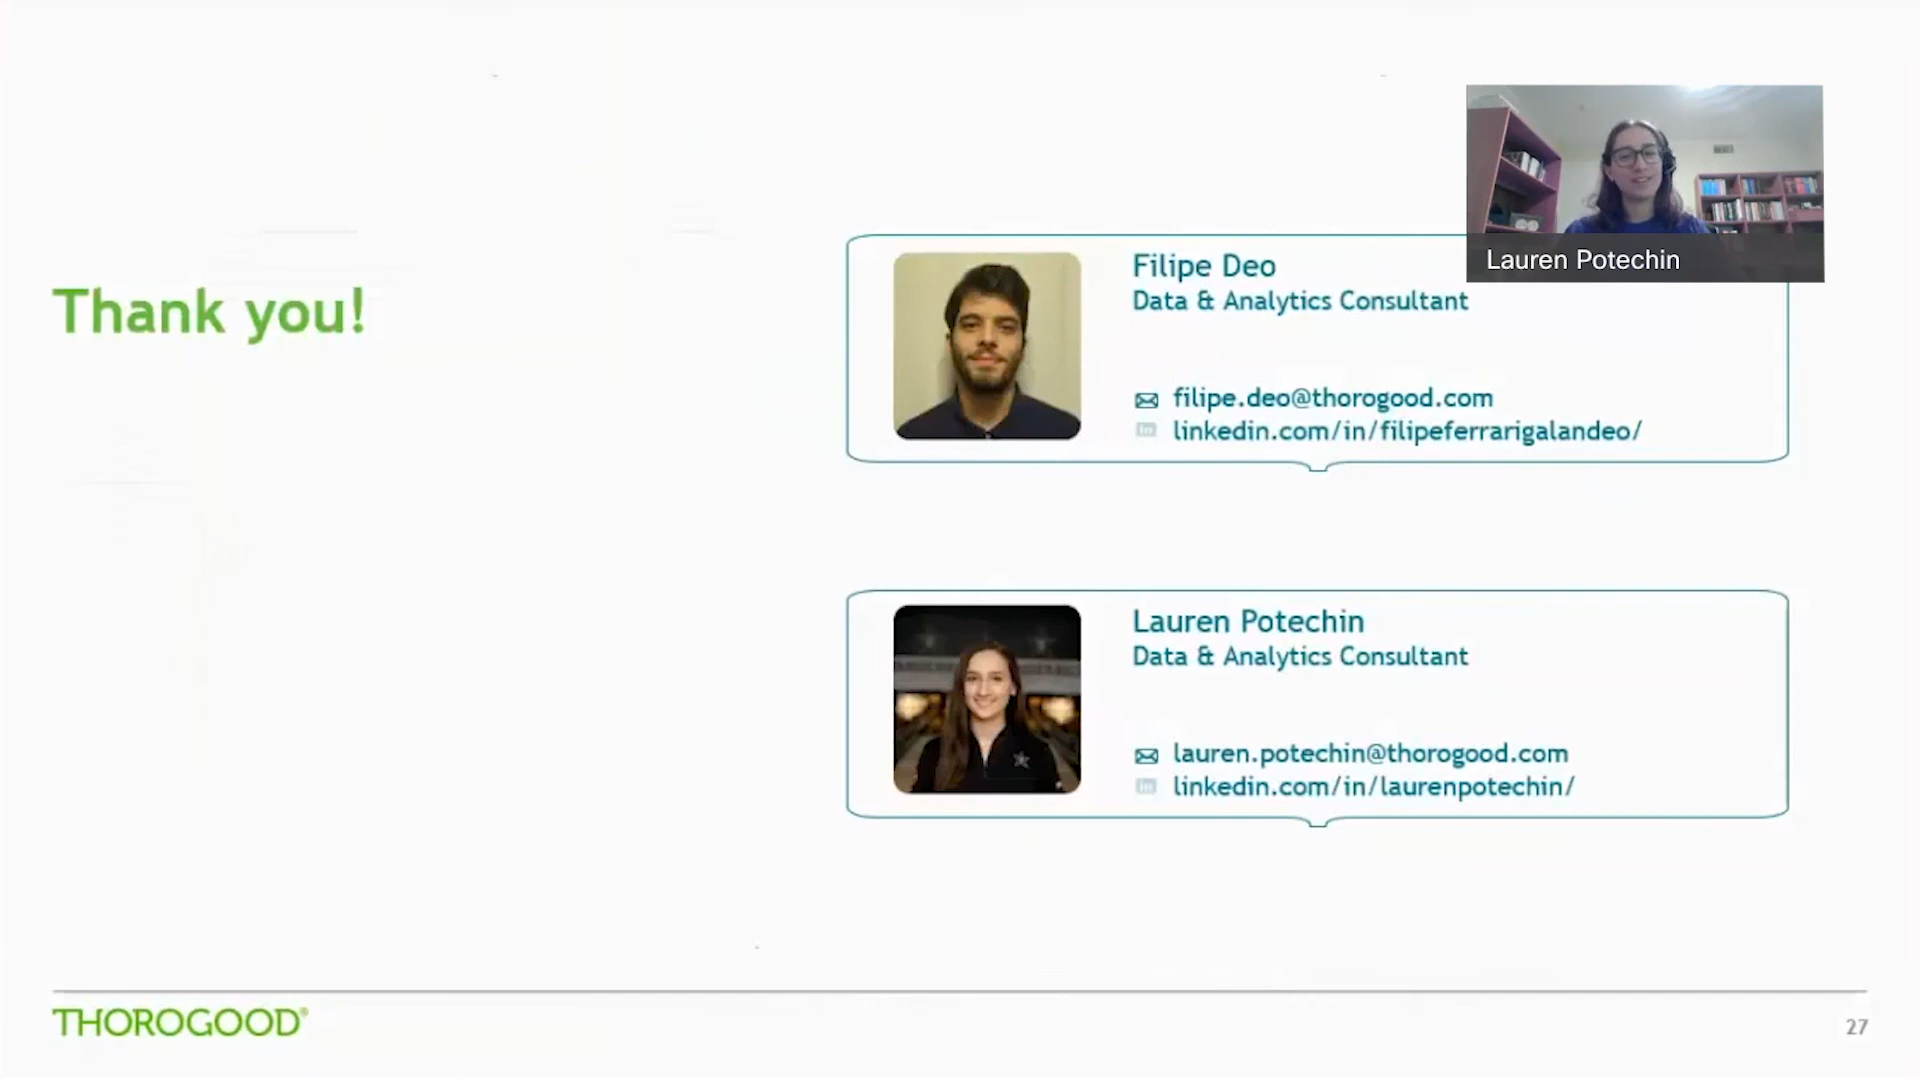 Thank you!
Filipe Deo
Data & Analytics Consultant
filipe.deo@thorogood.com
linkedin.com/in/filipeferrarigalandeo/
Lauren Potechin
Lauren Potechin
Data & Analytics Consultant
lauren.potechin@thorogood.com
linkedin.com/in/laurenpotechin/
THOROGOOD®
27